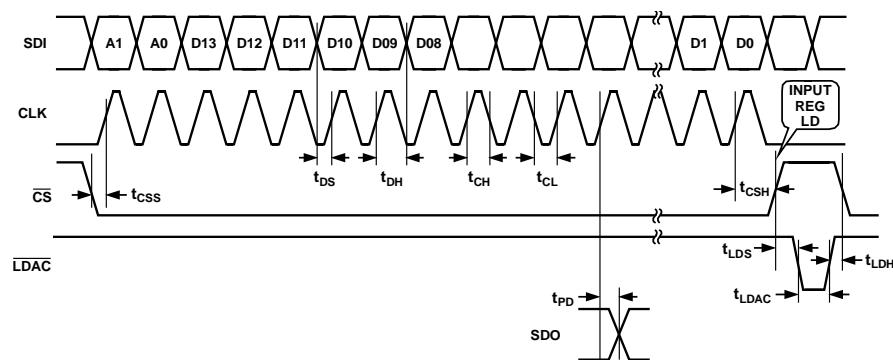 SDI
A1 A0 D13 D12 D11 D10 D09 D08 D1 D0
INPUT
REG
LD
CLK
tDS tDH tCH tCL
tCSS tCSH
CS
LDAC
tLDS tLDH
tLDAC
tPD
SDO